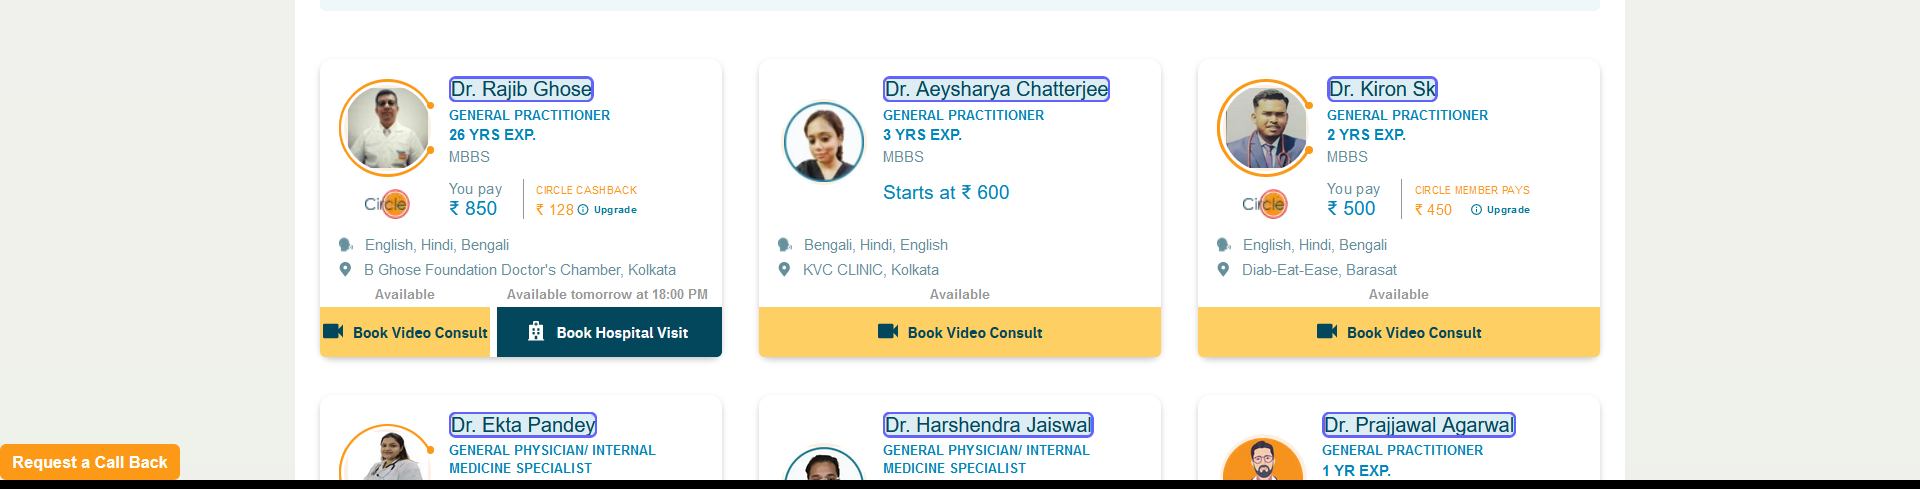 Dr. Rajib Ghose
GENERAL PRACTITIONER
26 YRS EXP.
MBBS
You pay
₹ 850
CIRCLE CASHBACK
₹ 128 Upgrade
Circle
English, Hindi, Bengali
B Ghose Foundation Doctor's Chamber, Kolkata
Available
Available tomorrow at 18:00 PM
Book Video Consult
Book Hospital Visit
Dr. Aeysharya Chatterjee
GENERAL PRACTITIONER
3 YRS EXP.
MBBS
Starts at ₹ 600
Bengali, Hindi, English
KVC CLINIC, Kolkata
Available
Book Video Consult
Dr. Kiron Sk
GENERAL PRACTITIONER
2 YRS EXP.
MBBS
You pay
₹ 500
CIRCLE MEMBER PAYS
₹ 450 Upgrade
Circle
English, Hindi, Bengali
Diab-Eat-Ease, Barasat
Available
Book Video Consult
Dr. Ekta Pandey
GENERAL PHYSICIAN/ INTERNAL
MEDICINE SPECIALIST
Dr. Harshendra Jaiswal
GENERAL PHYSICIAN/ INTERNAL
MEDICINE SPECIALIST
Dr. Prajjawal Agarwal
GENERAL PRACTITIONER
1 YR EXP.
Request a Call Back